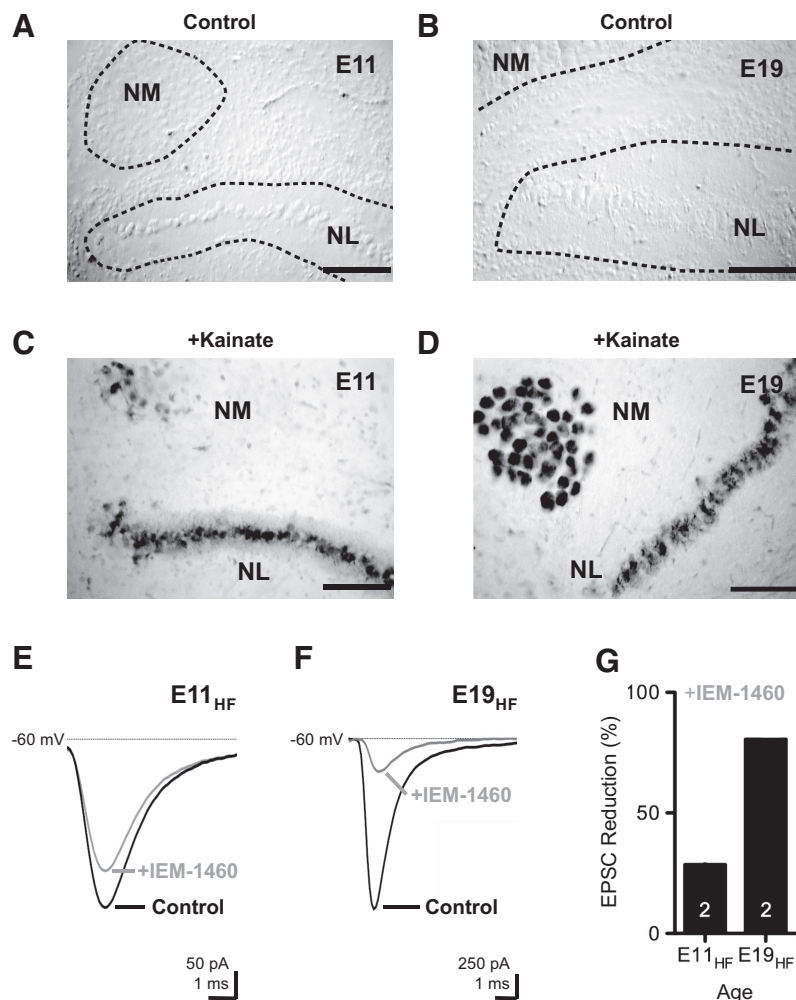 A
Control
E11
NM
NL
B
Control
NM
E19
NL
C
+Kainate
E11
NM
NL
D
+Kainate
E19
NM
NL
E
E11HF
-60 mV
+IEM-1460
Control
50 pA
1 ms
F
E19HF
-60 mV
+IEM-1460
Control
250 pA
1 ms
G
+IEM-1460
100
50
0
EPSC Reduction (%)
2
2
E11HF
E19HF
Age